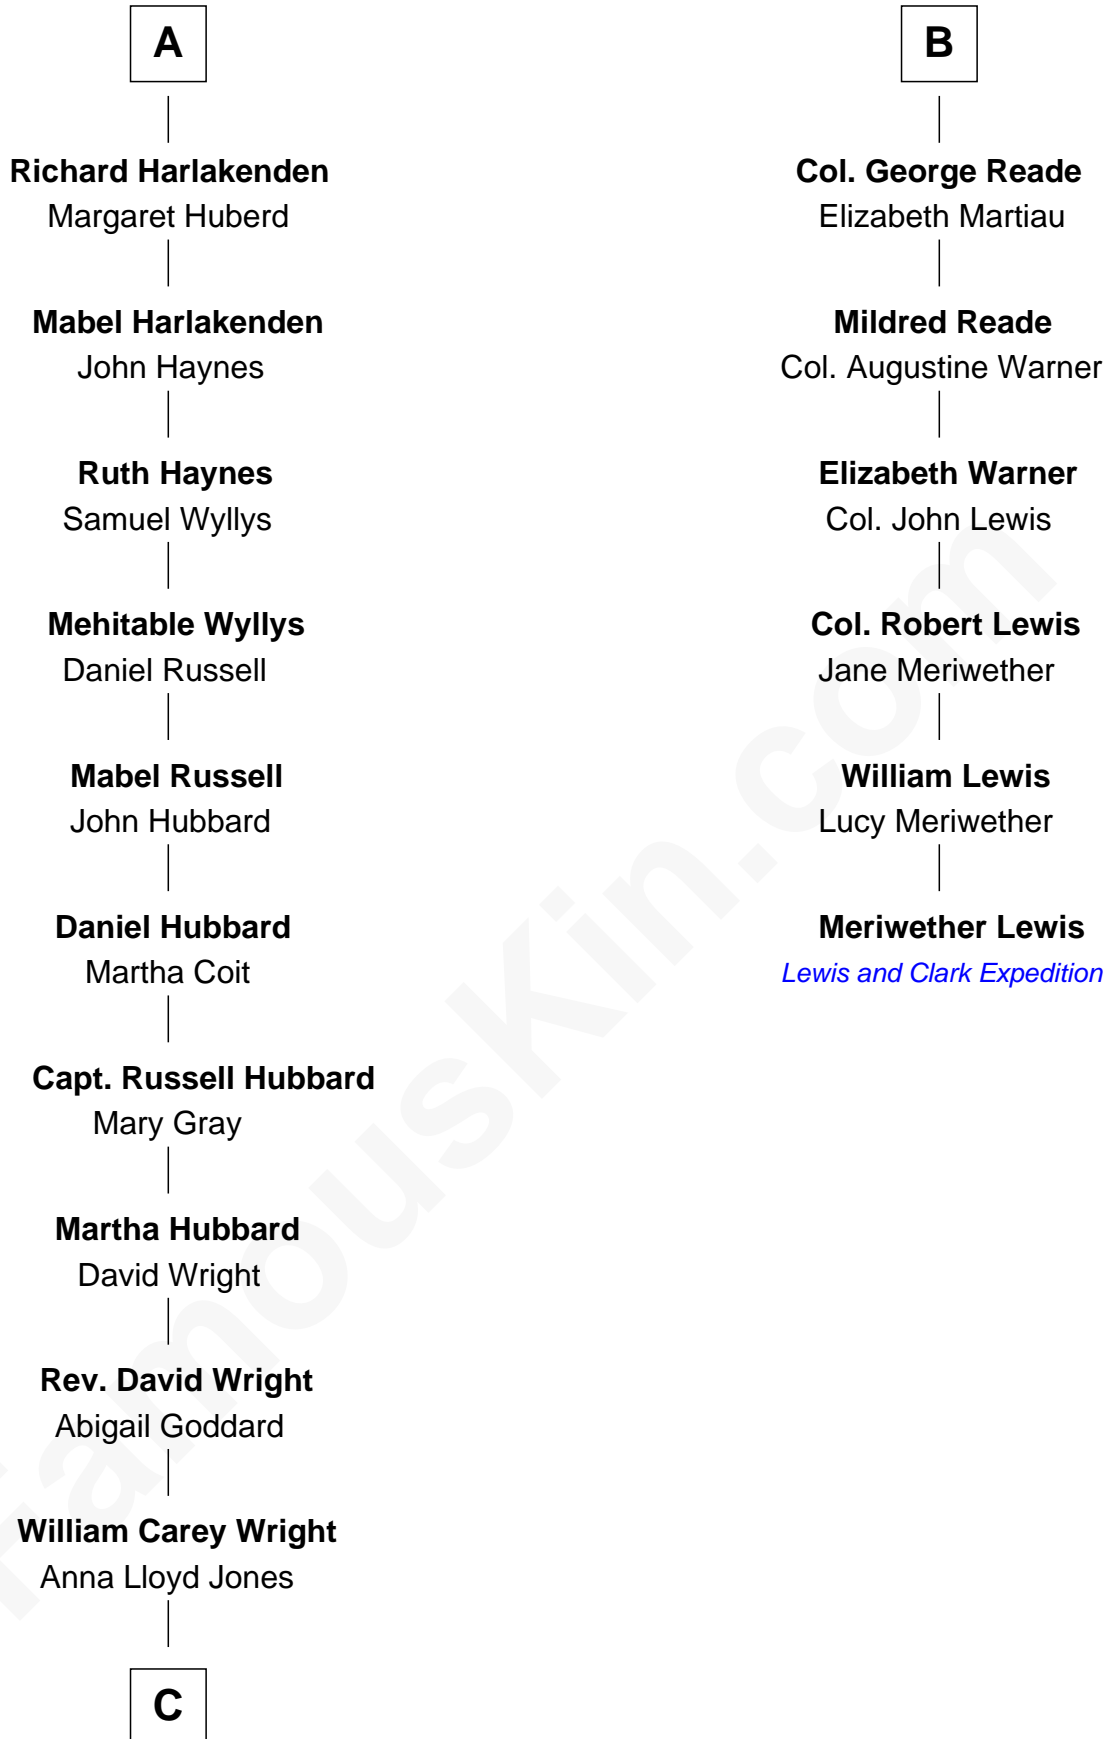 A
Richard Harlakenden
Margaret Huberd
Mabel Harlakenden
John Haynes
Ruth Haynes
Samuel Wyllys
Mehitable Wyllys
Daniel Russell
Mabel Russell
John Hubbard
Daniel Hubbard
Martha Coit
Capt. Russell Hubbard
Mary Gray
Martha Hubbard
David Wright
Rev. David Wright
Abigail Goddard
William Carey Wright
Anna Lloyd Jones
C
B
Col. George Reade
Elizabeth Martiau
Mildred Reade
Col. Augustine Warner
Elizabeth Warner
Col. John Lewis
Col. Robert Lewis
Jane Meriwether
William Lewis
Lucy Meriwether
Meriwether Lewis
Lewis and Clark Expedition
FamousKin.com